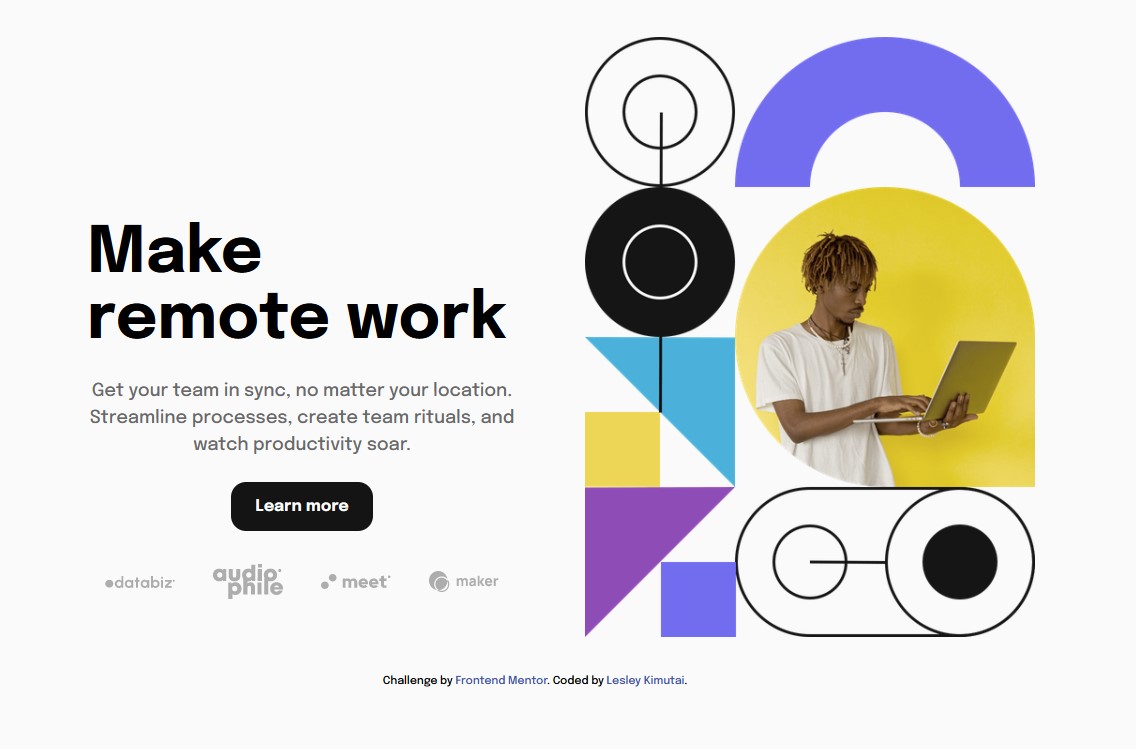 Make
remote work
Get your team in sync, no matter your location.
Streamline processes, create team rituals, and
watch productivity soar.
Learn more
databiz
audio
phile
meet
maker
Challenge by Frontend Mentor. Coded by Lesley Kimutai.